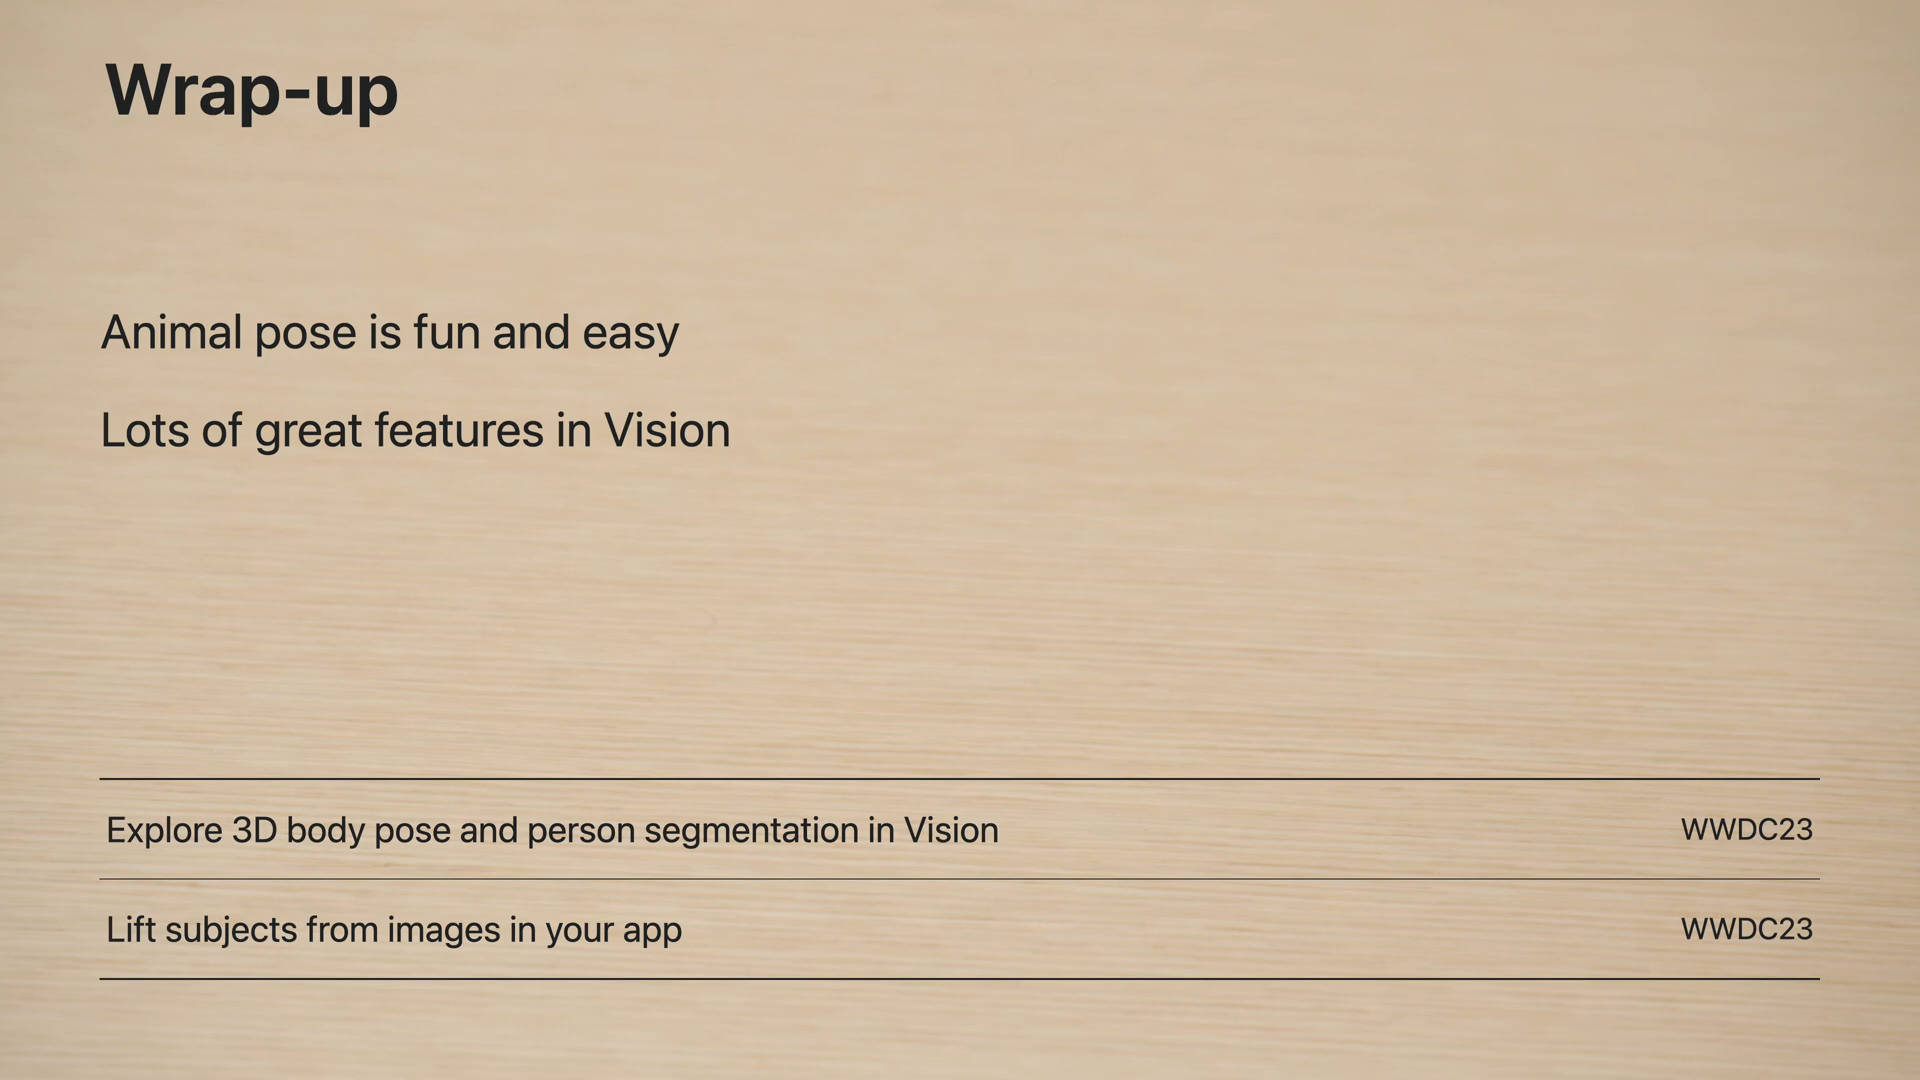 Wrap-up
Animal pose is fun and easy
Lots of great features in Vision
Explore 3D body pose and person segmentation in Vision WWDC23
Lift subjects from images in your app WWDC23